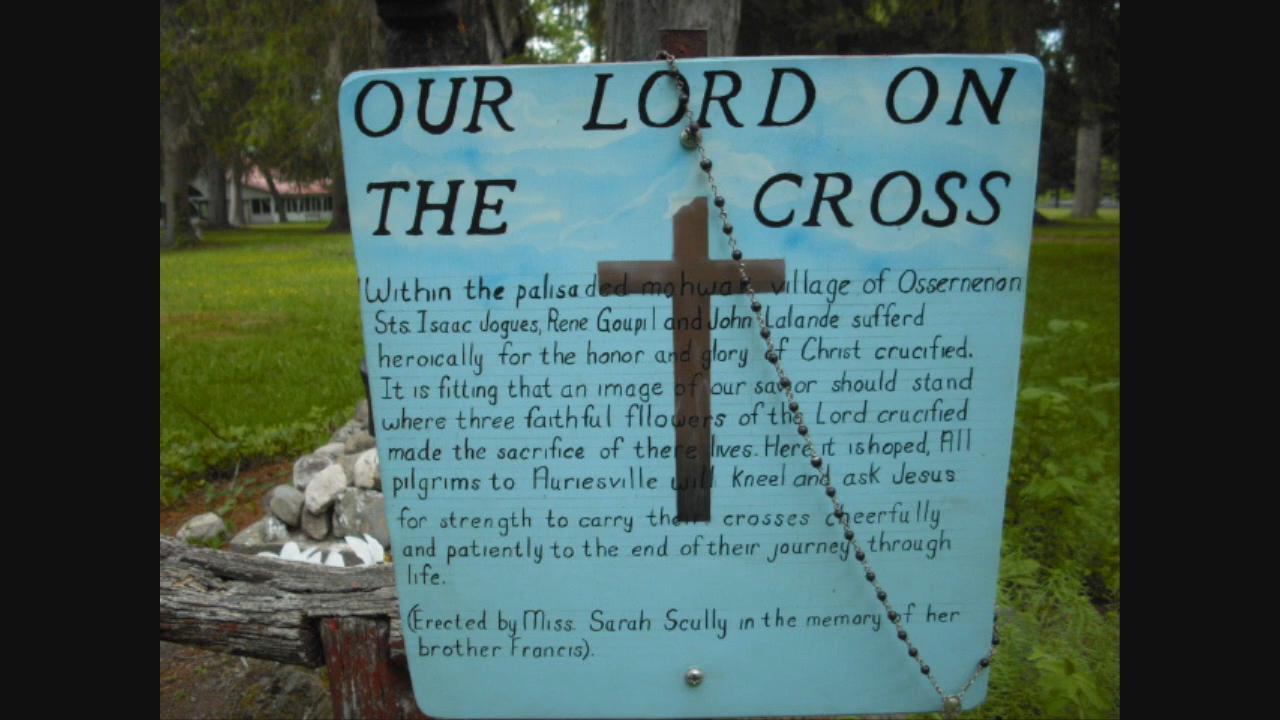 OUR LORD ON
THE CROSS
Within the palisaded mohwak village of Ossernenon
Sts. Isaac Jogues, Rene Goupil and John Lalande sufferd
heroically for the honor and glory of Christ crucified.
It is fitting that an image of our savior should stand
where three faithful fllowers of the Lord crucified
made the sacrifice of there lives. Here it is hoped, All
pilgrims to Auriesville will kneel and ask Jesus
for strength to carry their crosses cheerfully
and patiently to the end of their journey through
life.
(Erected by Miss. Sarah Scully in the memory of her
brother Francis).